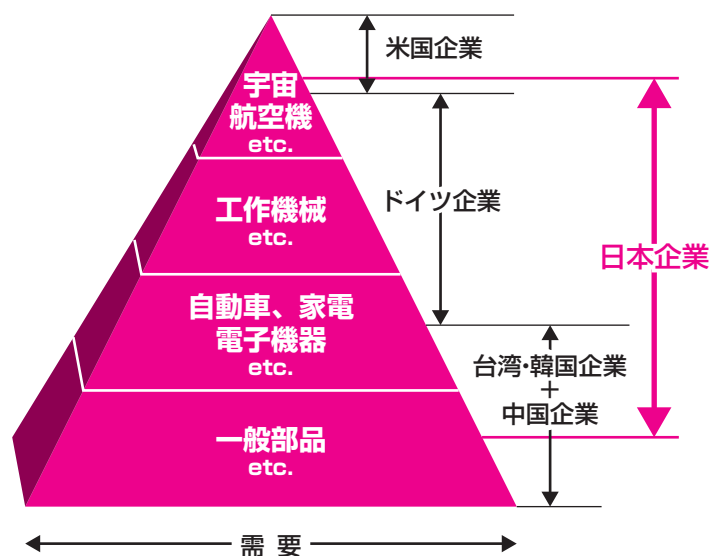 宇宙
航空機
etc.
工作機械
etc.
自動車、家電
電子機器
etc.
一般部品
etc.
米国企業
ドイツ企業
台湾・韓国企業
+
中国企業
日本企業
需要